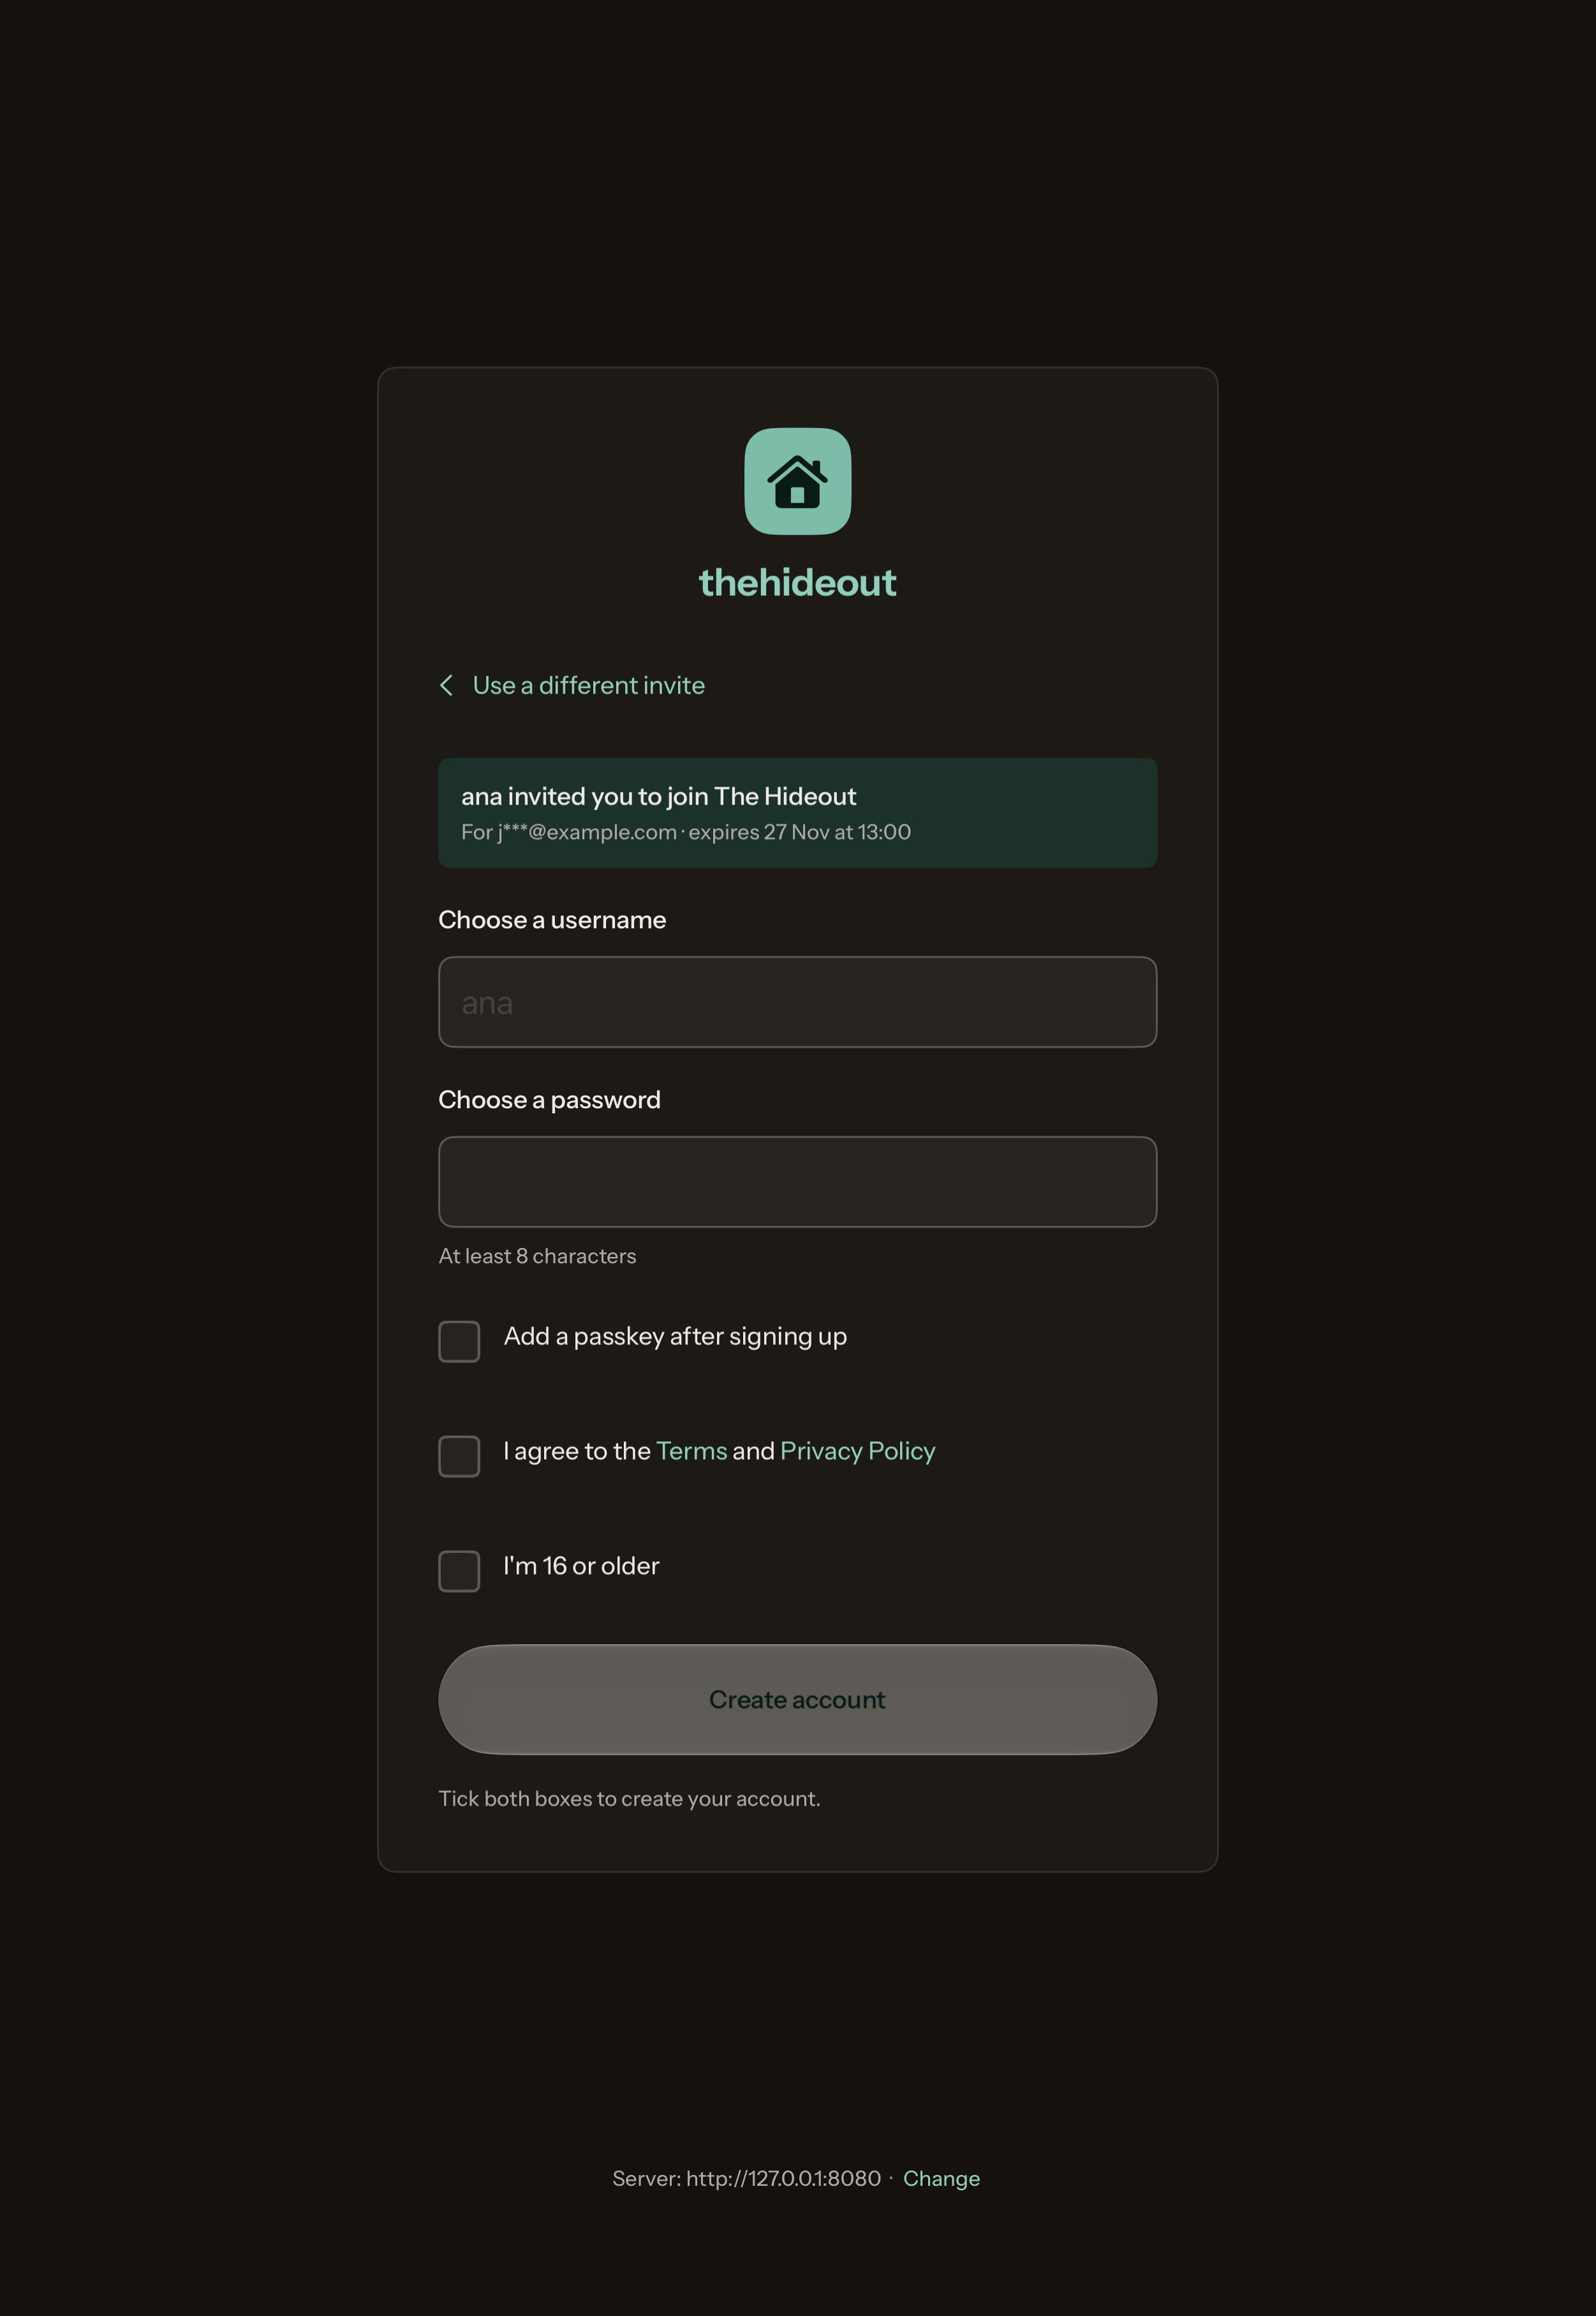 thehideout
Use a different invite
ana invited you to join The Hideout
For j***@example.com · expires 27 Nov at 13:00
Choose a username
ana
Choose a password
At least 8 characters
Add a passkey after signing up
I agree to the Terms and Privacy Policy
I'm 16 or older
Create account
Tick both boxes to create your account.
Server: http://127.0.0.1:8080 · Change